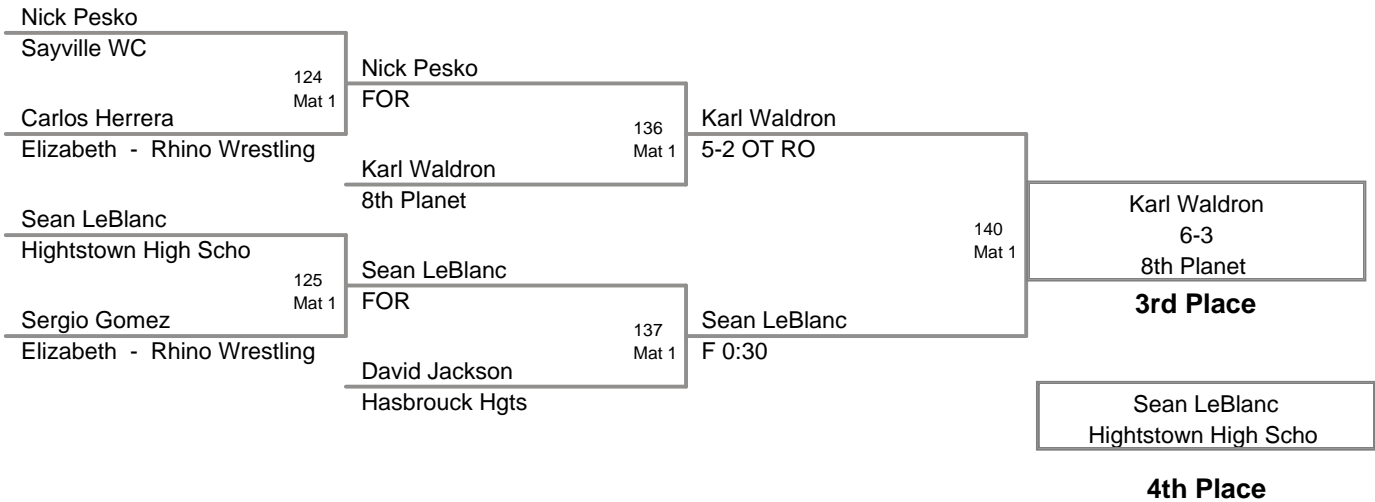 Nick Pesko
Sayville WC
124
Mat 1
Carlos Herrera
Elizabeth - Rhino Wrestling
Nick Pesko
FOR
136
Mat 1
Karl Waldron
8th Planet
Karl Waldron
5-2 OT RO
Sean LeBlanc
Hightstown High Scho
125
Mat 1
Sergio Gomez
Elizabeth - Rhino Wrestling
Sean LeBlanc
FOR
137
Mat 1
David Jackson
Hasbrouck Hgts
Sean LeBlanc
F 0:30
140
Mat 1
Karl Waldron
6-3
8th Planet
3rd Place
Sean LeBlanc
Hightstown High Scho
4th Place